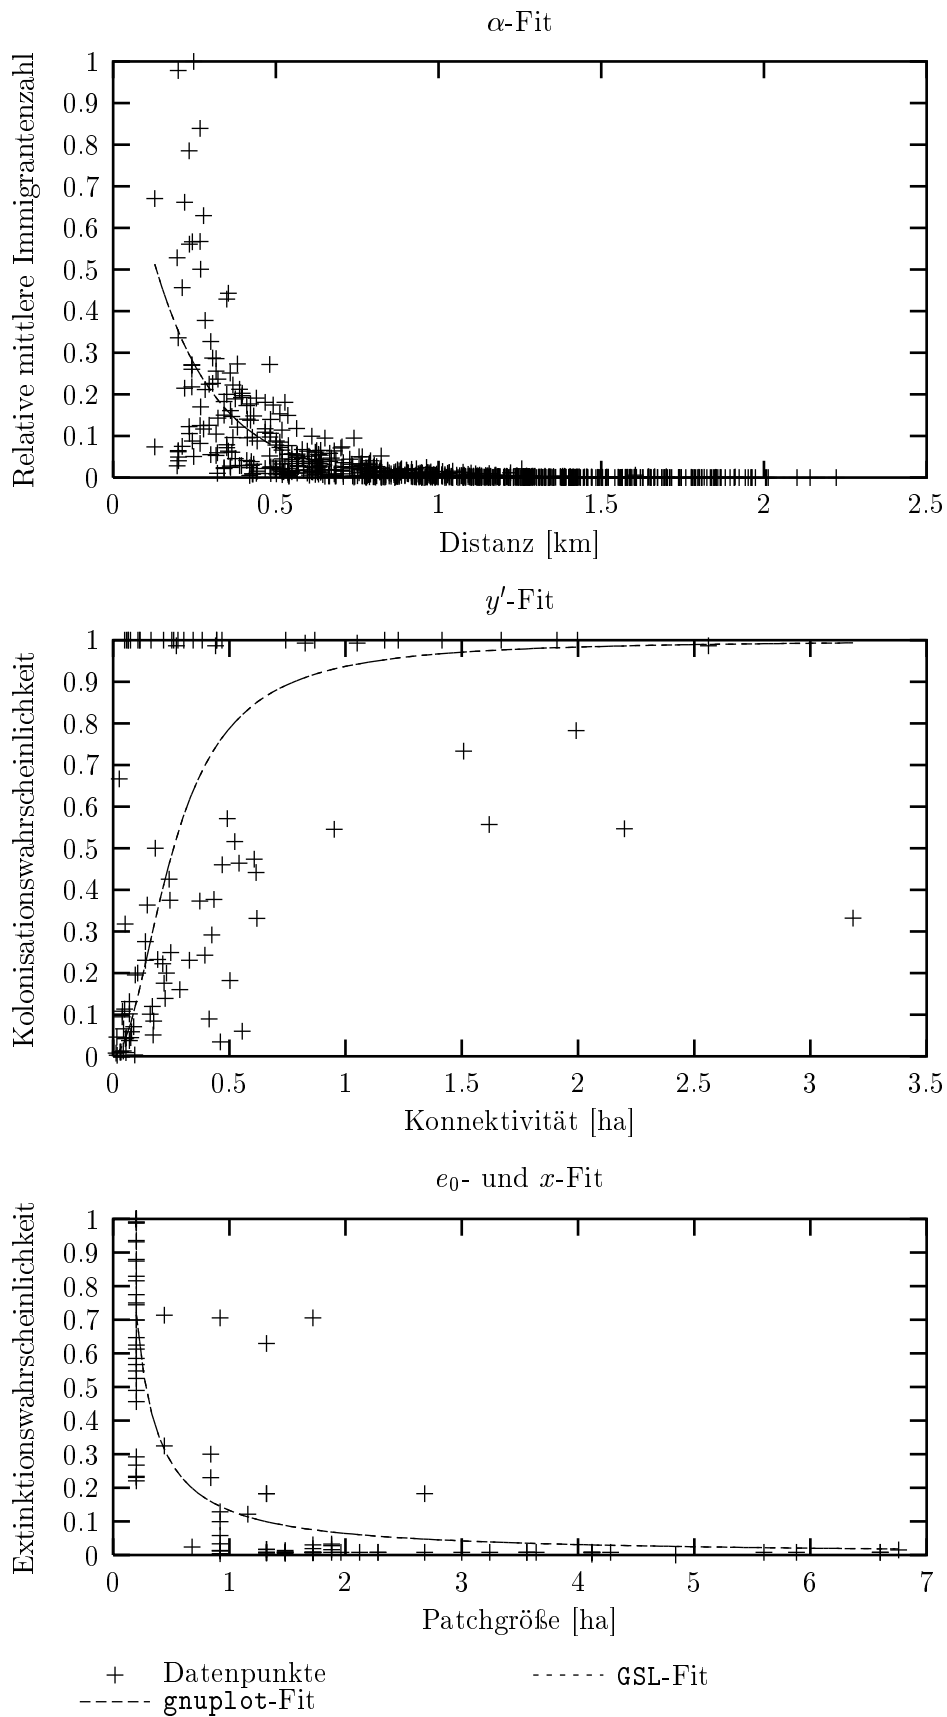 α-Fit
Relative mittlere Immigrantenzahl
1
0.9
0.8
0.7
0.6
0.5
0.4
0.3
0.2
0.1
0
0 0.5 1 1.5 2 2.5
Distanz [km]
y′-Fit
Kolonisationswahrscheinlichkeit
1
0.9
0.8
0.7
0.6
0.5
0.4
0.3
0.2
0.1
0
0 0.5 1 1.5 2 2.5 3 3.5
Konnektivität [ha]
e₀- und x-Fit
Extinktionswahrscheinlichkeit
1
0.9
0.8
0.7
0.6
0.5
0.4
0.3
0.2
0.1
0
0 1 2 3 4 5 6 7
Patchgröße [ha]
Datenpunkte
gnuplot-Fit
GSL-Fit